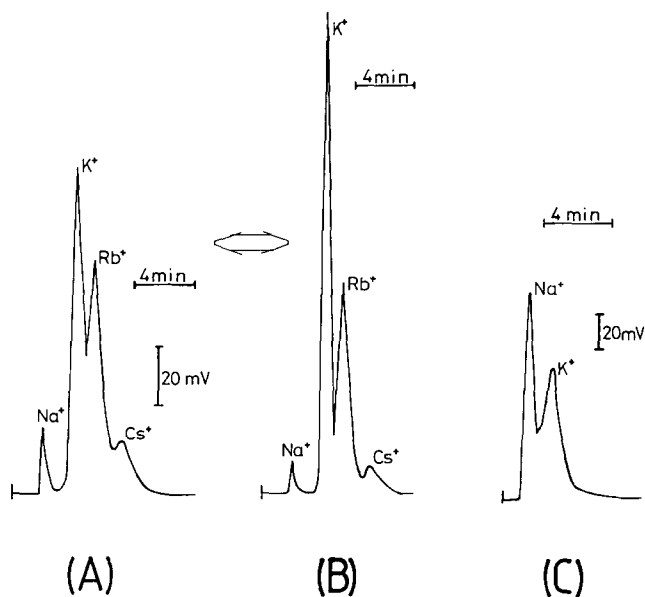 K⁺
Rb⁺
4min
20 mV
Na⁺
Cs⁺
(A)
K⁺
4min
Rb⁺
Na⁺
Cs⁺
(B)
4 min
Na⁺
20mV
K⁺
(C)